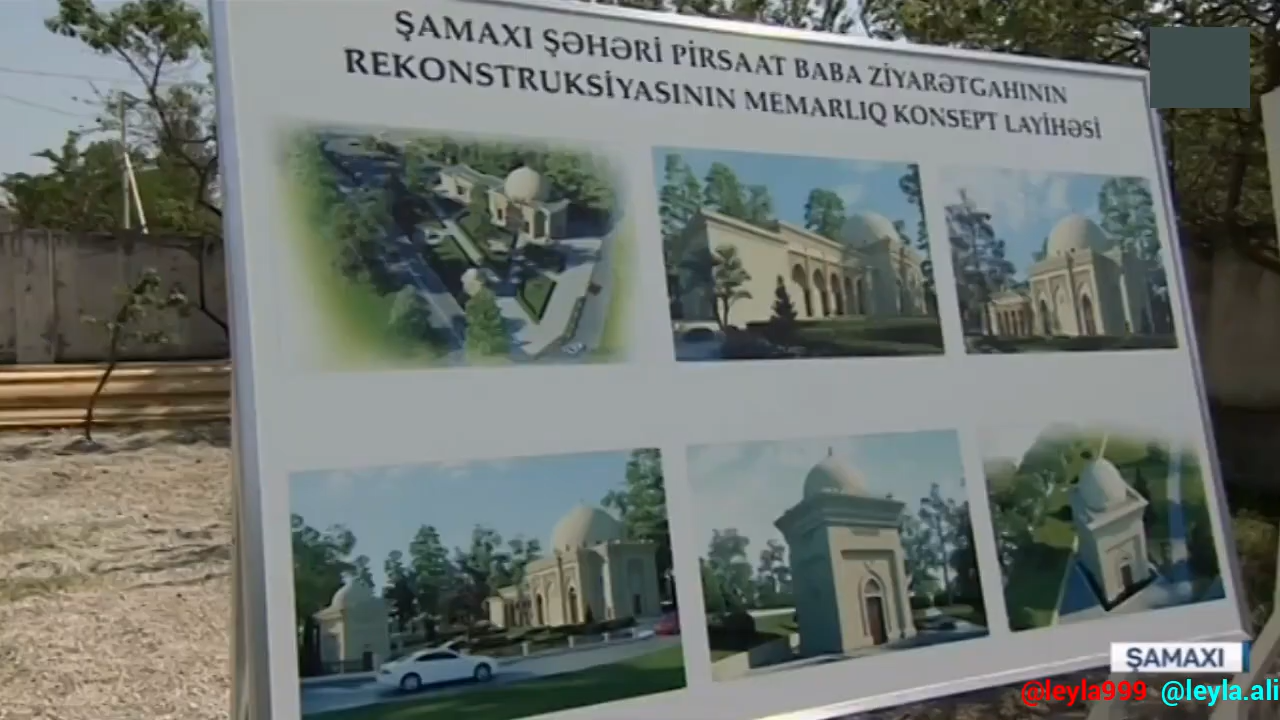 ŞAMAXI ŞƏHƏRİ PİRSAAT BABA ZİYARƏTGAHININ
REKONSTRUKSİYASININ MEMARLIQ KONSEPT LAYİHƏSİ
ŞAMAXI
@leyla999 @leyla.ali